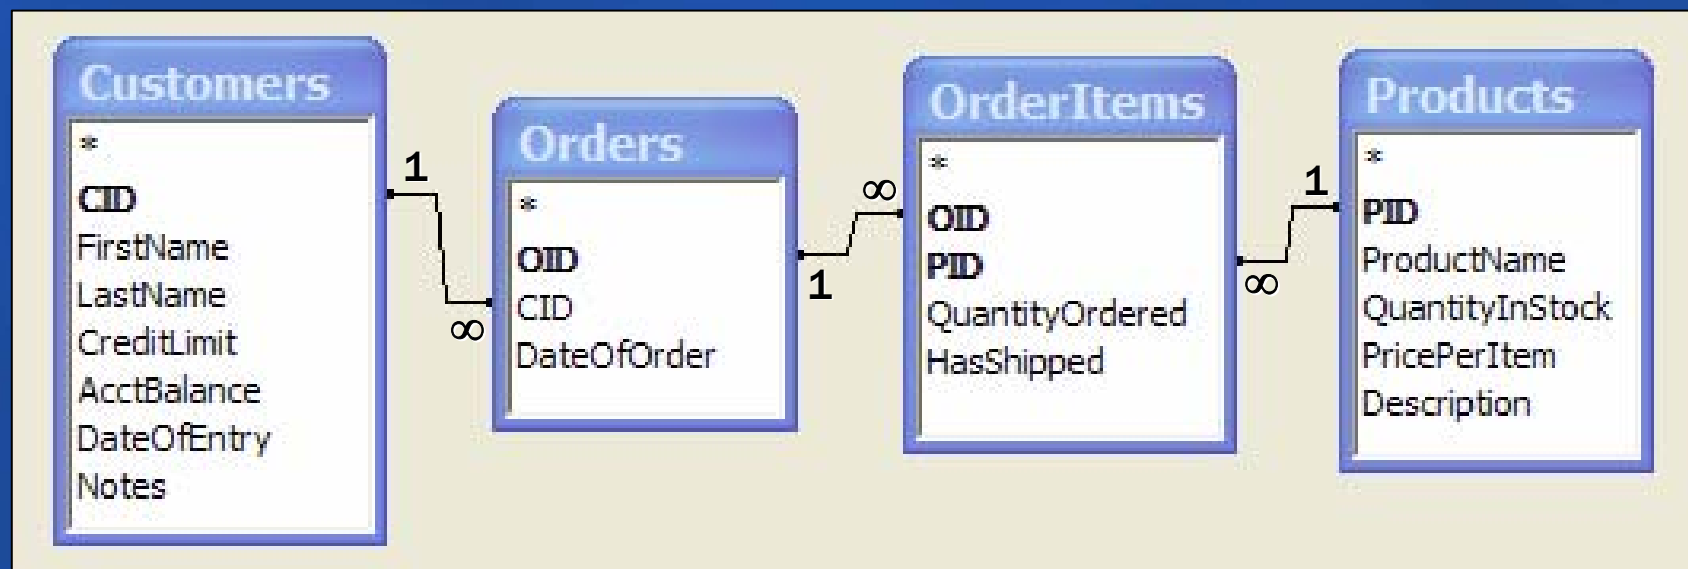 Customers
*
CID
FirstName
LastName
CreditLimit
AcctBalance
DateOfEntry
Notes
1
∞
Orders
*
OID
CID
DateOfOrder
1
∞
OrderItems
*
OID
PID
QuantityOrdered
HasShipped
∞
1
Products
*
PID
ProductName
QuantityInStock
PricePerItem
Description